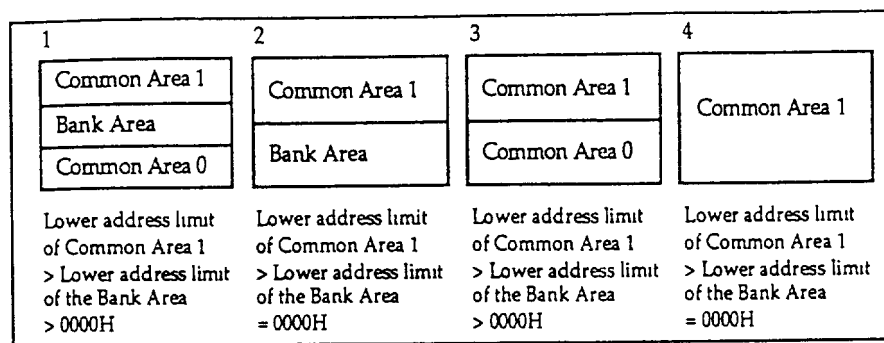 1
Common Area 1
Bank Area
Common Area 0
Lower address limit
of Common Area 1
> Lower address limit
of the Bank Area
> 0000H
2
Common Area 1
Bank Area
Lower address limit
of Common Area 1
> Lower address limit
of the Bank Area
= 0000H
3
Common Area 1
Common Area 0
Lower address limit
of Common Area 1
> Lower address limit
of the Bank Area
> 0000H
4
Common Area 1
Lower address limit
of Common Area 1
> Lower address limit
of the Bank Area
= 0000H